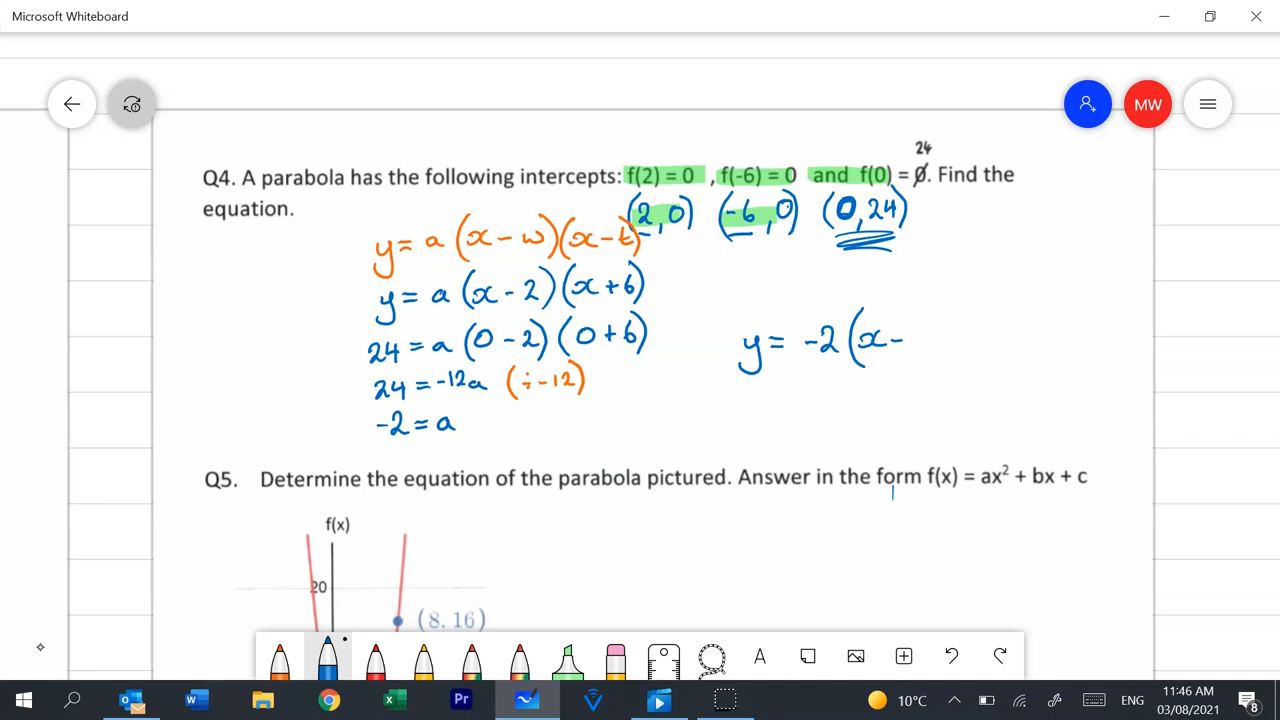 Microsoft Whiteboard
MW
24
Q4. A parabola has the following intercepts: f(2) = 0 , f(-6) = 0 and f(0) = 0. Find the
equation.
(2,0) (-6,0) (0,24)
y = a (x - w)(x - t)
y = a (x - 2)(x + 6)
24 = a (0 - 2)(0 + 6)
y = -2 (x -
24 = -12a (÷ -12)
-2 = a
Q5. Determine the equation of the parabola pictured. Answer in the form f(x) = ax² + bx + c
f(x)
20
(8, 16)
A
W
X
Pr
10°C
ENG
11:46 AM
03/08/2021
8